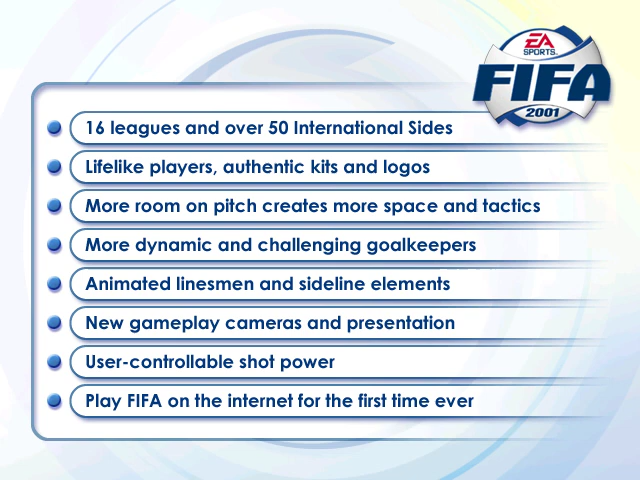 EA
SPORTS
FIFA
2001
16 leagues and over 50 International Sides
Lifelike players, authentic kits and logos
More room on pitch creates more space and tactics
More dynamic and challenging goalkeepers
Animated linesmen and sideline elements
New gameplay cameras and presentation
User-controllable shot power
Play FIFA on the internet for the first time ever